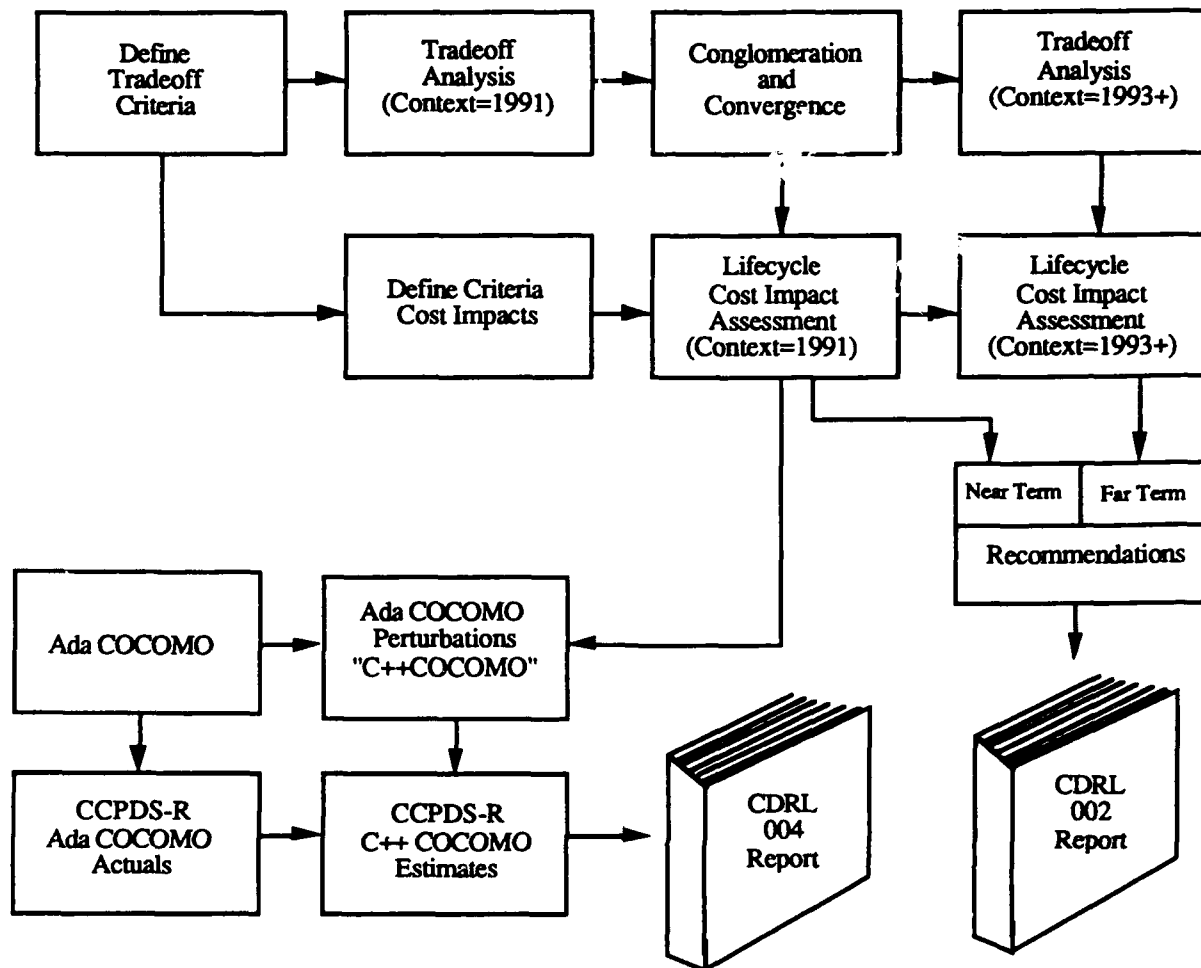 Define
Tradeoff
Criteria
Tradeoff
Analysis
(Context=1991)
Conglomeration
and
Convergence
Tradeoff
Analysis
(Context=1993+)
Define Criteria
Cost Impacts
Lifecycle
Cost Impact
Assessment
(Context=1991)
Lifecycle
Cost Impact
Assessment
(Context=1993+)
Near Term
Far Term
Recommendations
Ada COCOMO
Ada COCOMO
Perturbations
"C++COCOMO"
CCPDS-R
Ada COCOMO
Actuals
CCPDS-R
C++ COCOMO
Estimates
CDRL
004
Report
CDRL
002
Report